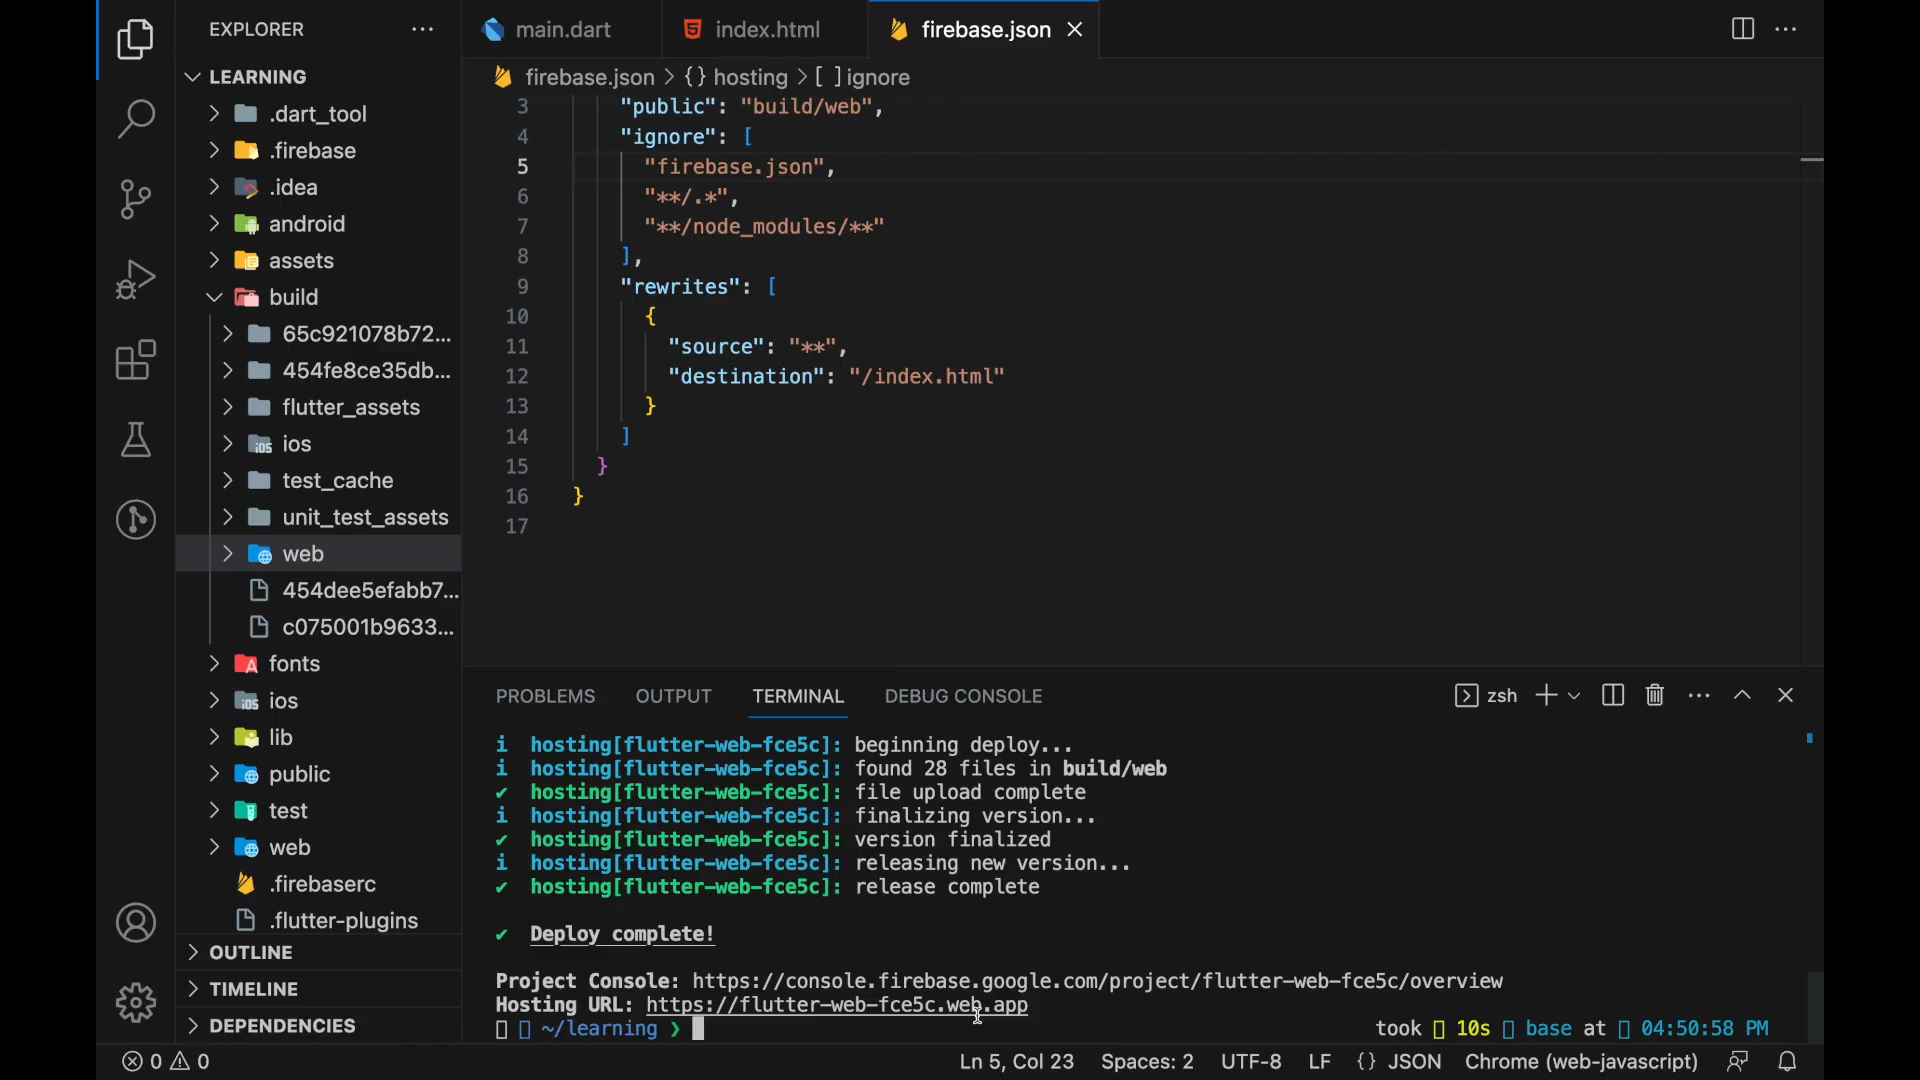 EXPLORER
LEARNING
.dart_tool
.firebase
.idea
android
assets
build
65c921078b72...
454fe8ce35db...
flutter_assets
ios
test_cache
unit_test_assets
web
454dee5efabb7...
c075001b9633...
fonts
ios
lib
public
test
web
.firebaserc
.flutter-plugins
OUTLINE
TIMELINE
DEPENDENCIES
main.dart
index.html
firebase.json
firebase.json > {} hosting > [ ] ignore
3 "public": "build/web",
4 "ignore": [
5 "firebase.json",
6 "**/.*",
7 "**/node_modules/**"
8 ],
9 "rewrites": [
10 {
11 "source": "**",
12 "destination": "/index.html"
13 }
14 ]
15 }
16 }
17
PROBLEMS OUTPUT TERMINAL DEBUG CONSOLE zsh
i hosting[flutter-web-fce5c]: beginning deploy...
i hosting[flutter-web-fce5c]: found 28 files in build/web
✔ hosting[flutter-web-fce5c]: file upload complete
i hosting[flutter-web-fce5c]: finalizing version...
✔ hosting[flutter-web-fce5c]: version finalized
i hosting[flutter-web-fce5c]: releasing new version...
✔ hosting[flutter-web-fce5c]: release complete
✔ Deploy complete!
Project Console: https://console.firebase.google.com/project/flutter-web-fce5c/overview
Hosting URL: https://flutter-web-fce5c.web.app
~/learning ❯ took 10s base at 04:50:58 PM
0 0 Ln 5, Col 23 Spaces: 2 UTF-8 LF {} JSON Chrome (web-javascript)